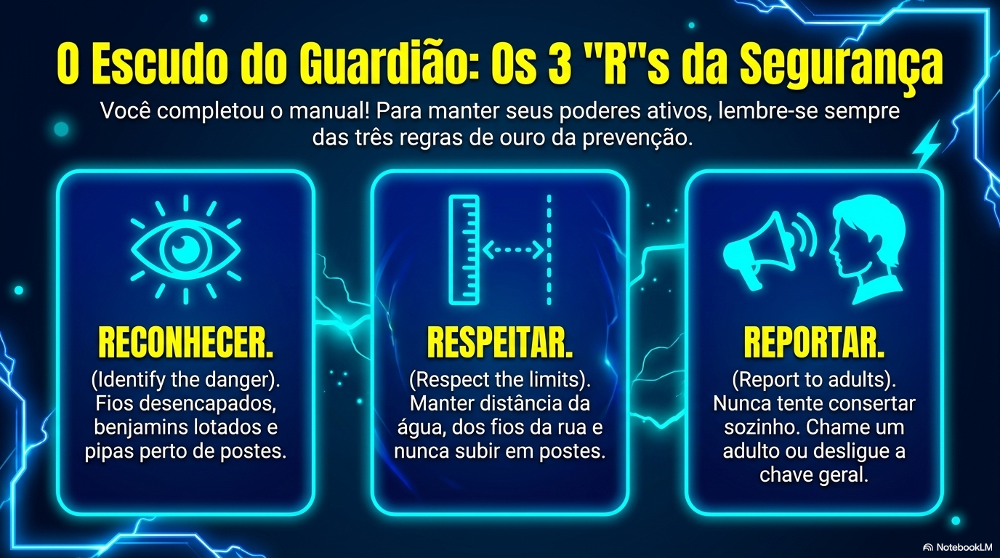 O Escudo do Guardião: Os 3 "R"s da Segurança
Você completou o manual! Para manter seus poderes ativos, lembre-se sempre
das três regras de ouro da prevenção.
RECONHECER.
(Identify the danger).
Fios desencapados,
benjamins lotados e
pipas perto de postes.
RESPEITAR.
(Respect the limits).
Manter distância da
água, dos fios da rua e
nunca subir em postes.
REPORTAR.
(Report to adults).
Nunca tente consertar
sozinho. Chame um
adulto ou desligue a
chave geral.
NotebookLM